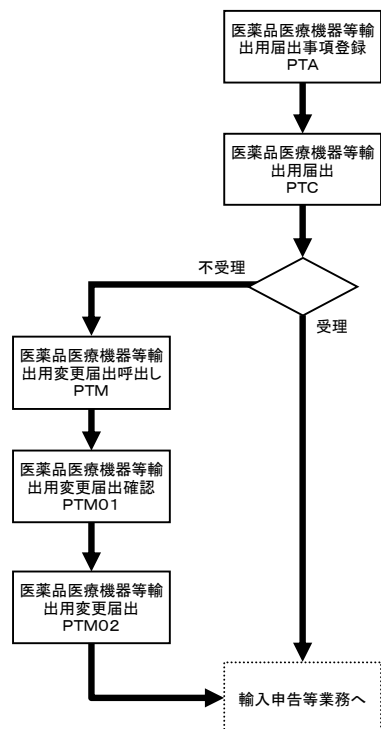 医薬品医療機器等輸
出用届出事項登録
PTA
医薬品医療機器等輸
出用届出
PTC
不受理
受理
医薬品医療機器等輸
出用変更届出呼出し
PTM
医薬品医療機器等輸
出用変更届出確認
PTM01
医薬品医療機器等輸
出用変更届出
PTM02
輸入申告等業務へ